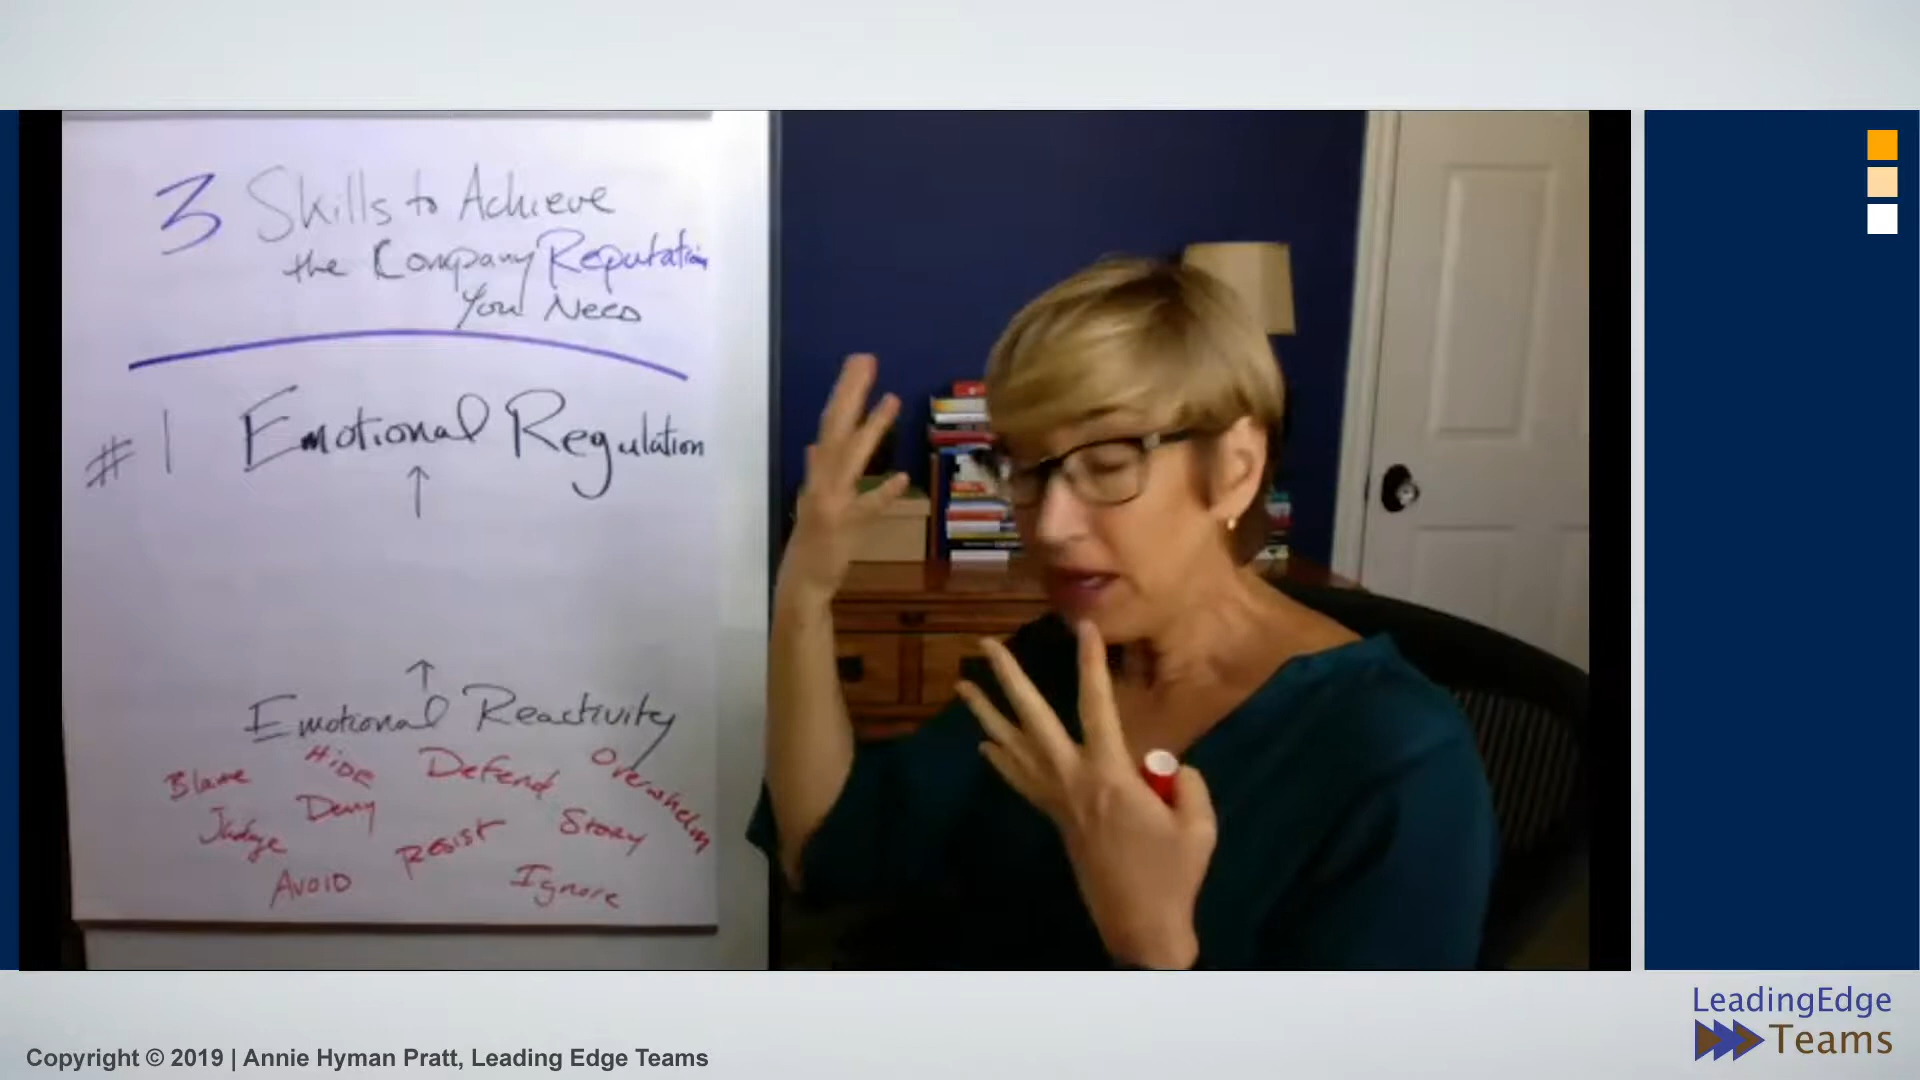 3 Skills to Achieve
the Company Reputation
You Need
#1 Emotional Regulation
↑
↑
Emotional Reactivity
Blame Hide Defend Overwhelm
Judge Deny Resist Story
Avoid Ignore
LeadingEdge
Teams
Copyright © 2019 | Annie Hyman Pratt, Leading Edge Teams